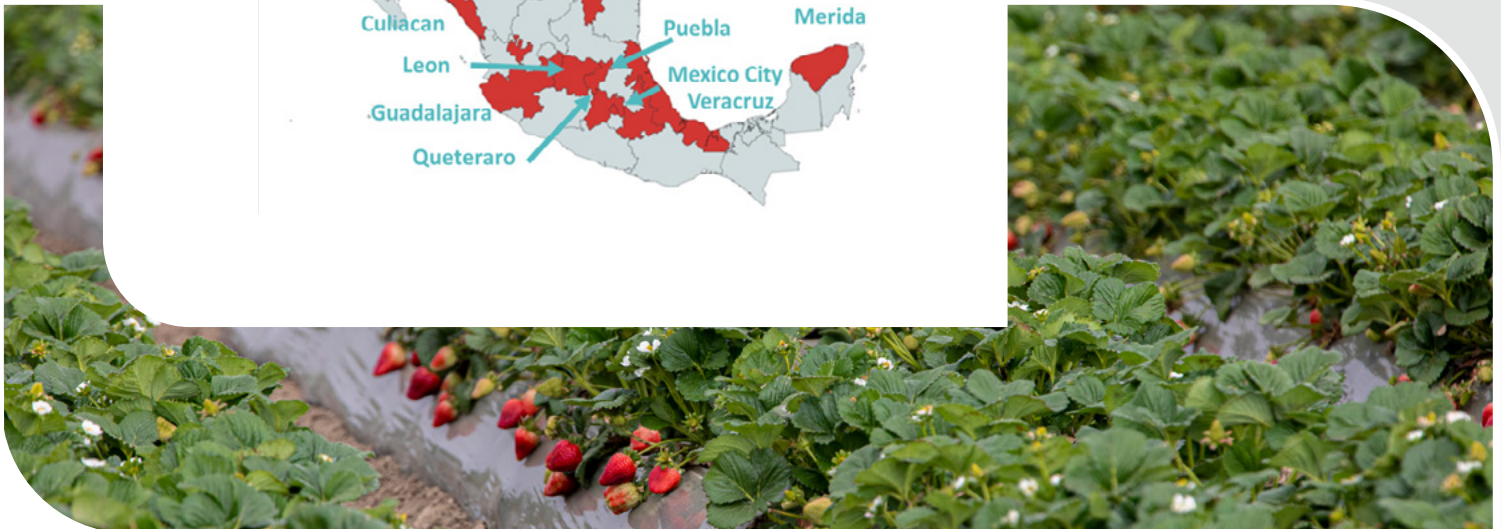 Culiacan
Merida
Puebla
Leon
Mexico City
Veracruz
Guadalajara
Queteraro